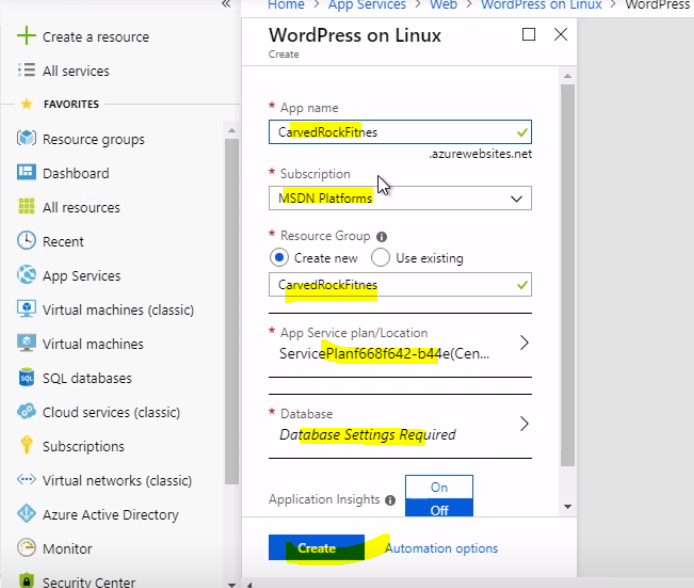 Home > App Services > Web > WordPress on Linux > WordPress
«
Create a resource
All services
FAVORITES
Resource groups
Dashboard
All resources
Recent
App Services
Virtual machines (classic)
Virtual machines
SQL databases
Cloud services (classic)
Subscriptions
Virtual networks (classic)
Azure Active Directory
Monitor
Security Center
WordPress on Linux
Create
* App name
CarvedRockFitnes
.azurewebsites.net
* Subscription
MSDN Platforms
* Resource Group
Create new Use existing
CarvedRockFitnes
* App Service plan/Location
ServicePlanf668f642-b44e(Cen...
* Database
Database Settings Required
Application Insights
On
Off
Create Automation options